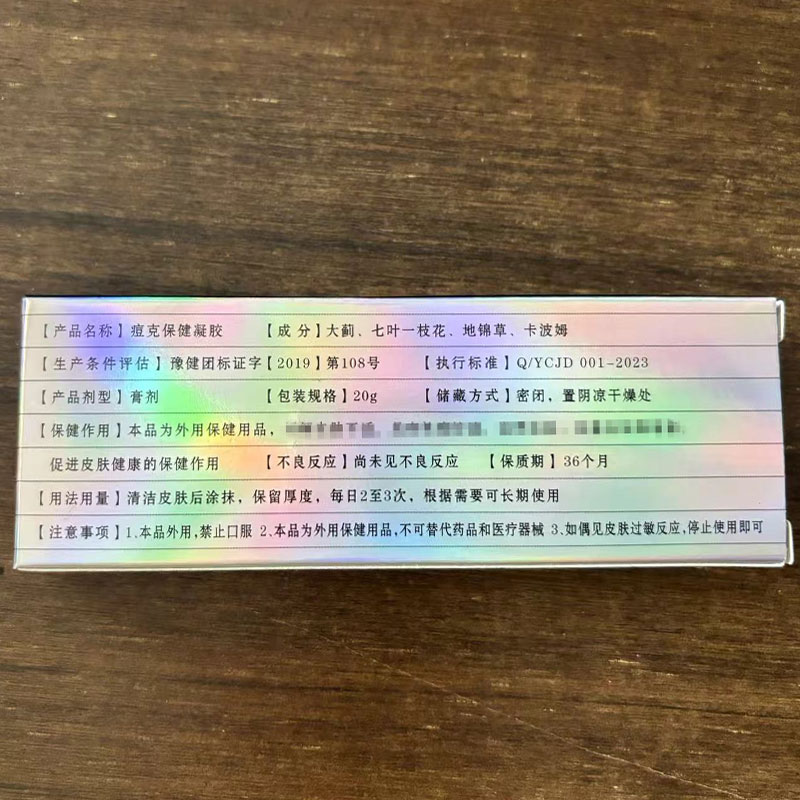 【产品名称】痘克保健凝胶 【成 分】大蓟、七叶一枝花、地锦草、卡波姆
【生产条件评估】豫健团标证字【2019】第108号 【执行标准】Q/YCJD 001-2023
【产品剂型】膏剂 【包装规格】20g 【储藏方式】密闭，置阴凉干燥处
【保健作用】本品为外用保健用品，
促进皮肤健康的保健作用 【不良反应】尚未见不良反应 【保质期】36个月
【用法用量】清洁皮肤后涂抹，保留厚度，每日2至3次，根据需要可长期使用
【注意事项】1.本品外用,禁止口服 2.本品为外用保健用品,不可替代药品和医疗器械 3.如偶见皮肤过敏反应,停止使用即可